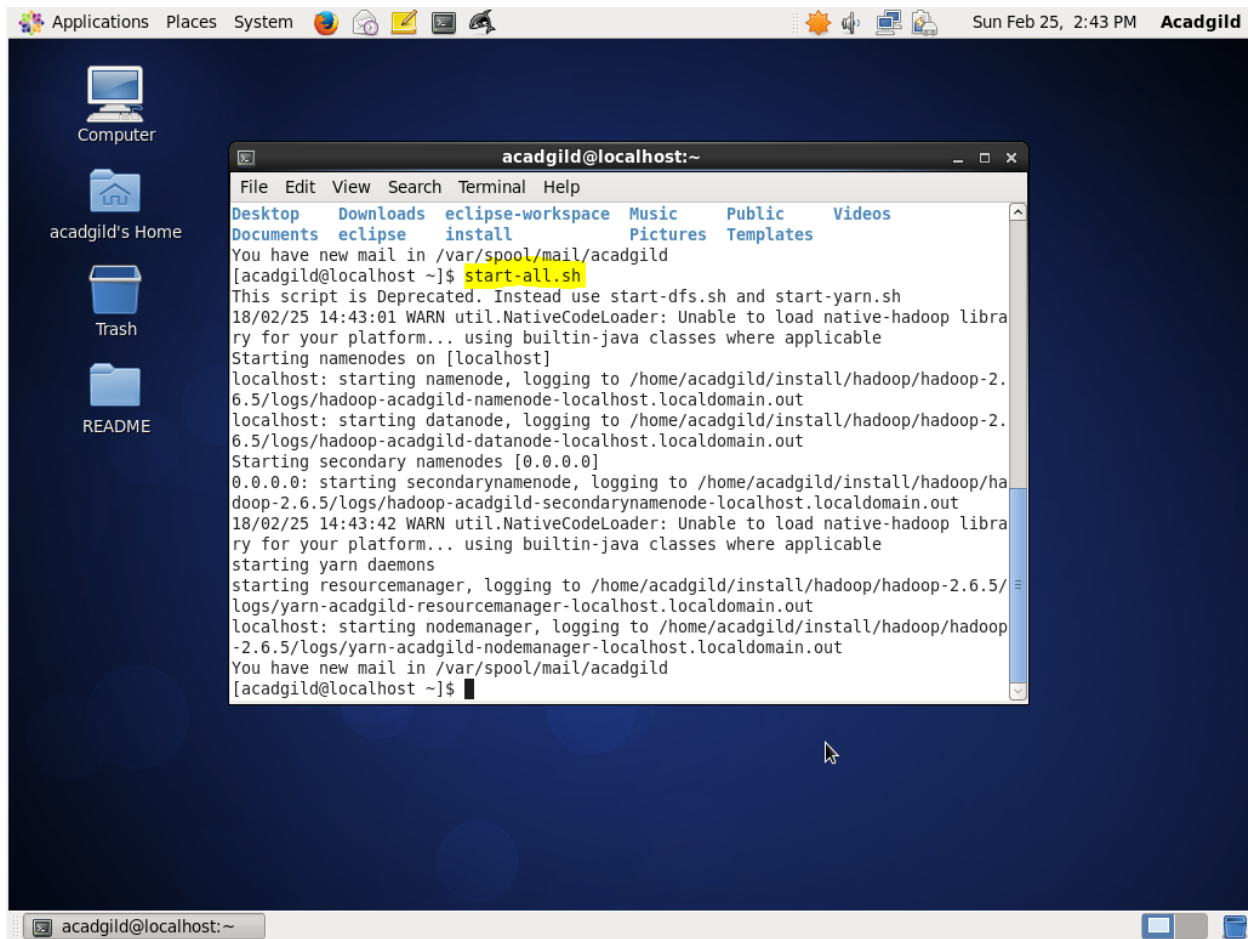 Applications Places System Sun Feb 25, 2:43 PM Acadgild
Computer
acadgild's Home
Trash
README
acadgild@localhost:~
File Edit View Search Terminal Help
Desktop Downloads eclipse-workspace Music Public Videos
Documents eclipse install Pictures Templates
You have new mail in /var/spool/mail/acadgild
[acadgild@localhost ~]$ start-all.sh
This script is Deprecated. Instead use start-dfs.sh and start-yarn.sh
18/02/25 14:43:01 WARN util.NativeCodeLoader: Unable to load native-hadoop libra
ry for your platform... using builtin-java classes where applicable
Starting namenodes on [localhost]
localhost: starting namenode, logging to /home/acadgild/install/hadoop/hadoop-2.
6.5/logs/hadoop-acadgild-namenode-localhost.localdomain.out
localhost: starting datanode, logging to /home/acadgild/install/hadoop/hadoop-2.
6.5/logs/hadoop-acadgild-datanode-localhost.localdomain.out
Starting secondary namenodes [0.0.0.0]
0.0.0.0: starting secondarynamenode, logging to /home/acadgild/install/hadoop/ha
doop-2.6.5/logs/hadoop-acadgild-secondarynamenode-localhost.localdomain.out
18/02/25 14:43:42 WARN util.NativeCodeLoader: Unable to load native-hadoop libra
ry for your platform... using builtin-java classes where applicable
starting yarn daemons
starting resourcemanager, logging to /home/acadgild/install/hadoop/hadoop-2.6.5/
logs/yarn-acadgild-resourcemanager-localhost.localdomain.out
localhost: starting nodemanager, logging to /home/acadgild/install/hadoop/hadoop
-2.6.5/logs/yarn-acadgild-nodemanager-localhost.localdomain.out
You have new mail in /var/spool/mail/acadgild
[acadgild@localhost ~]$
acadgild@localhost:~